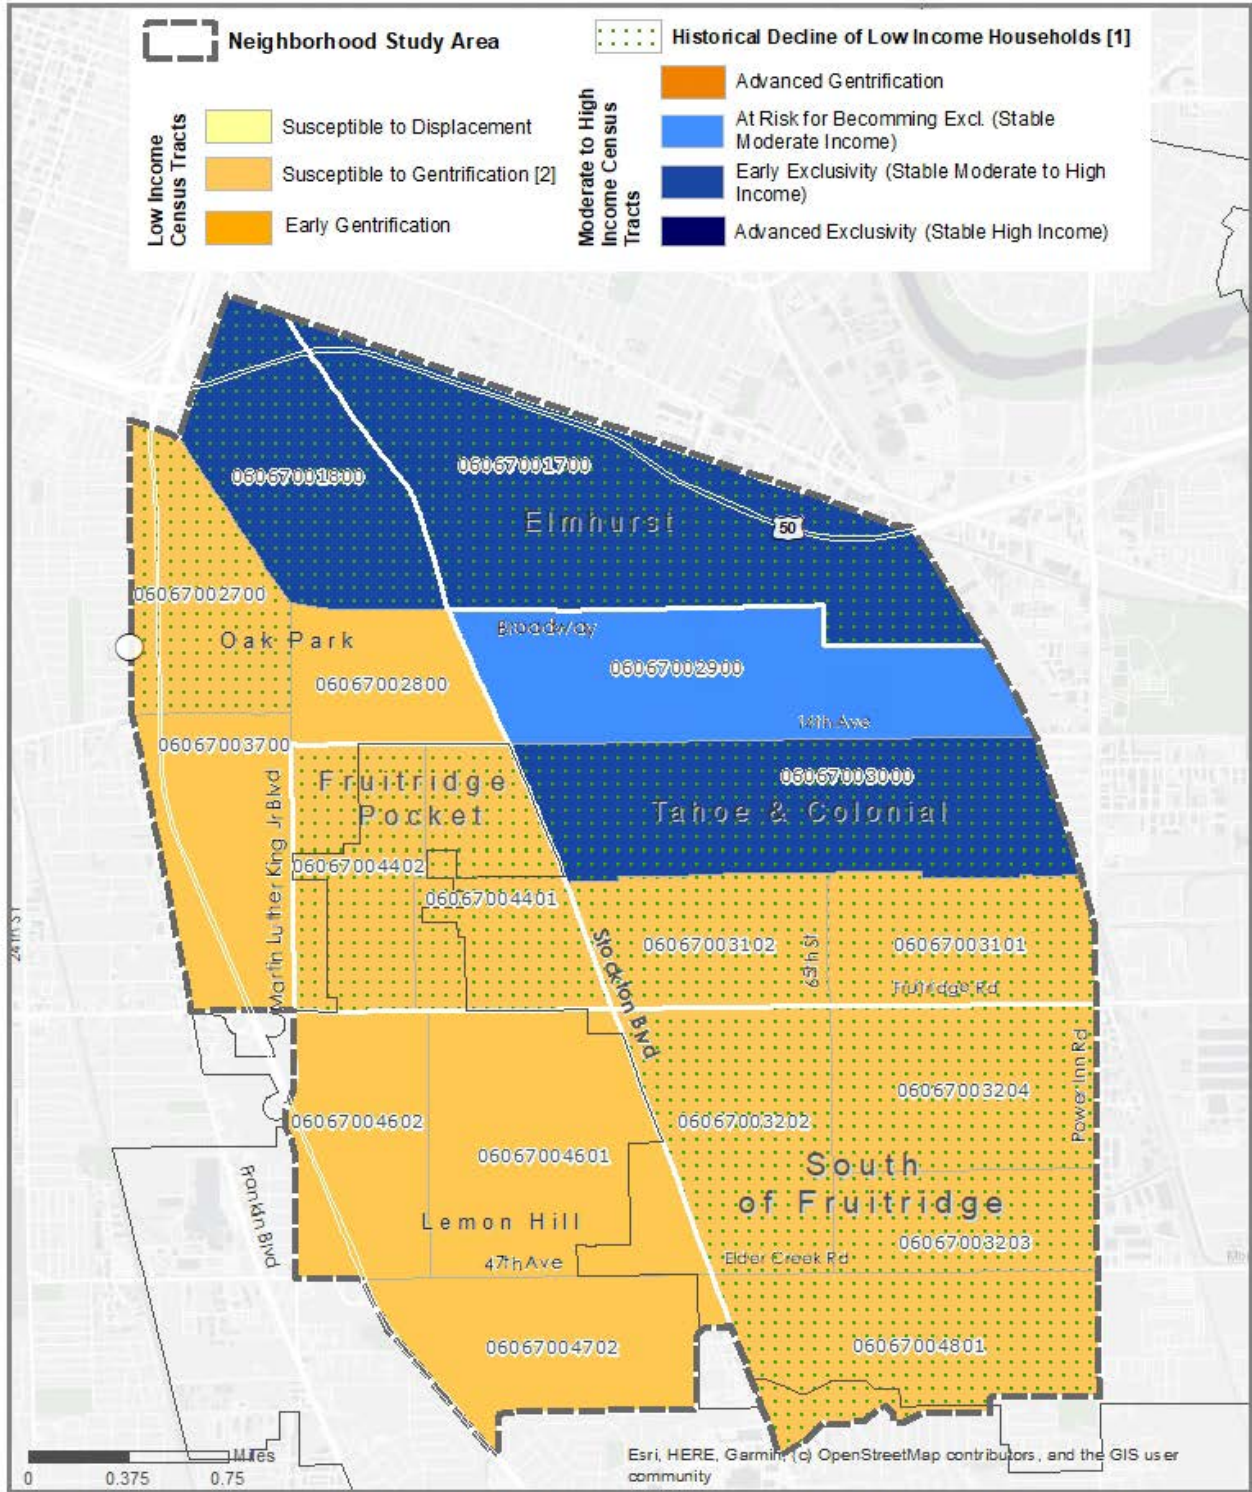 Neighborhood Study Area
Historical Decline of Low Income Households [1]
Low Income
Census Tracts
Susceptible to Displacement
Susceptible to Gentrification [2]
Early Gentrification
Moderate to High
Income Census
Tracts
Advanced Gentrification
At Risk for Becomming Excl. (Stable
Moderate Income)
Early Exclusivity (Stable Moderate to High
Income)
Advanced Exclusivity (Stable High Income)
06067001800
06067001700
Elmhurst
50
06067002700
Oak Park
Broadway
06067002900
06067002800
14th Ave
06067003700
Fruitridge
Pocket
06067003000
Tahoe & Colonial
Martin Luther King Jr Blvd
06067004402
06067004401
24TH ST
Stockton Blvd
06067003102
65th St
06067003101
Fruitridge Rd
Power Inn Rd
06067003204
06067004602
06067003202
06067004601
South
of Fruitridge
Franklin Blvd
Lemon Hill
06067003203
47th Ave
Elder Creek Rd
06067004702
06067004801
Miles
0 0.375 0.75
Esri, HERE, Garmin, (c) OpenStreetMap contributors, and the GIS user
community